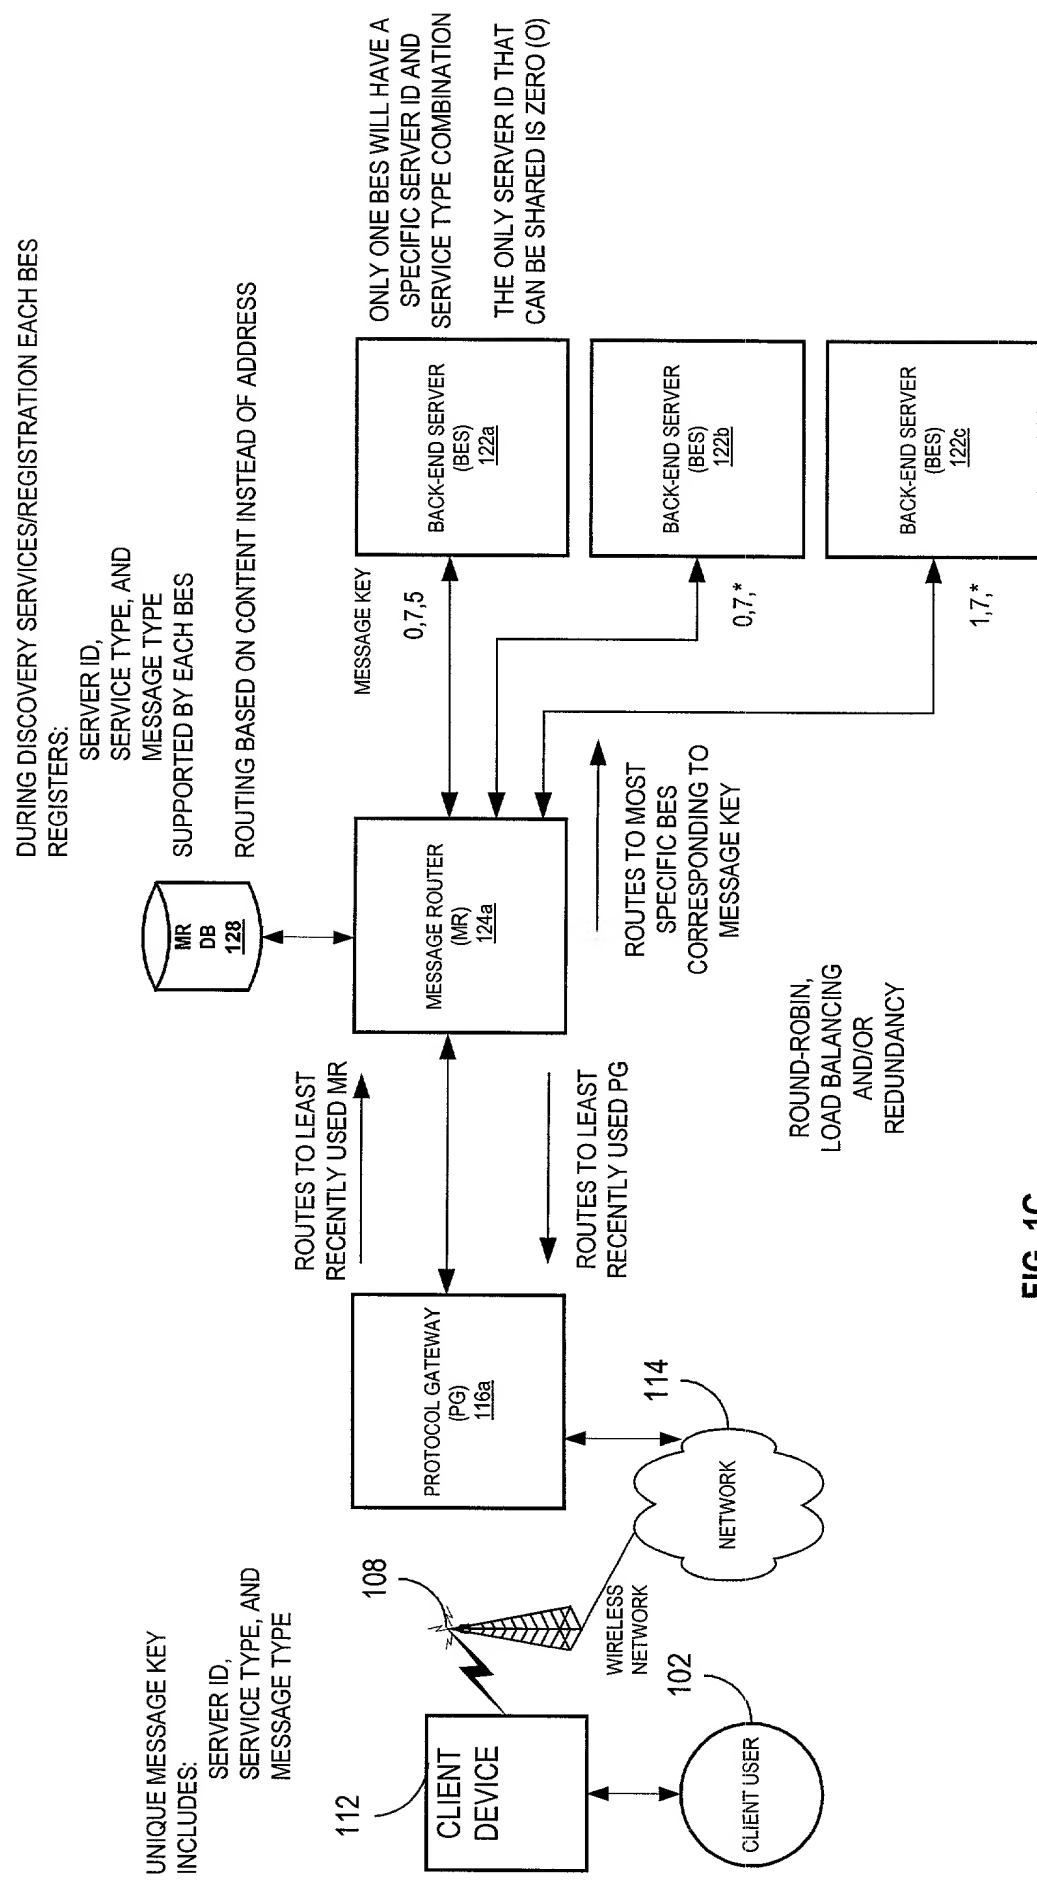 UNIQUE MESSAGE KEY
INCLUDES:
SERVER ID,
SERVICE TYPE, AND
MESSAGE TYPE
DURING DISCOVERY SERVICES/REGISTRATION EACH BES
REGISTERS:
SERVER ID,
SERVICE TYPE, AND
MESSAGE TYPE
SUPPORTED BY EACH BES
ROUTING BASED ON CONTENT INSTEAD OF ADDRESS
MR
DB
128
112
CLIENT
DEVICE
108
WIRELESS
NETWORK
102
CLIENT USER
114
NETWORK
PROTOCOL GATEWAY
(PG)
116a
ROUTES TO LEAST
RECENTLY USED MR
ROUTES TO LEAST
RECENTLY USED PG
MESSAGE ROUTER
(MR)
124a
ROUTES TO MOST
SPECIFIC BES
CORRESPONDING TO
MESSAGE KEY
ROUND-ROBIN,
LOAD BALANCING
AND/OR
REDUNDANCY
MESSAGE KEY
0,7,5
0,7,*
1,7,*
BACK-END SERVER
(BES)
122a
BACK-END SERVER
(BES)
122b
BACK-END SERVER
(BES)
122c
ONLY ONE BES WILL HAVE A
SPECIFIC SERVER ID AND
SERVICE TYPE COMBINATION
THE ONLY SERVER ID THAT
CAN BE SHARED IS ZERO (O)
FIG. 1C